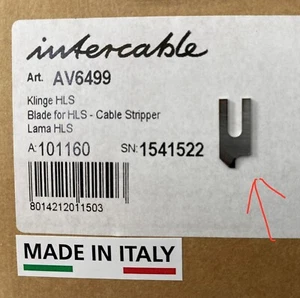 intercable
Art. AV6499
Klinge HLS
Blade for HLS - Cable Stripper
Lama HLS
A:101160 SN:1541522
8014212011503
MADE IN ITALY